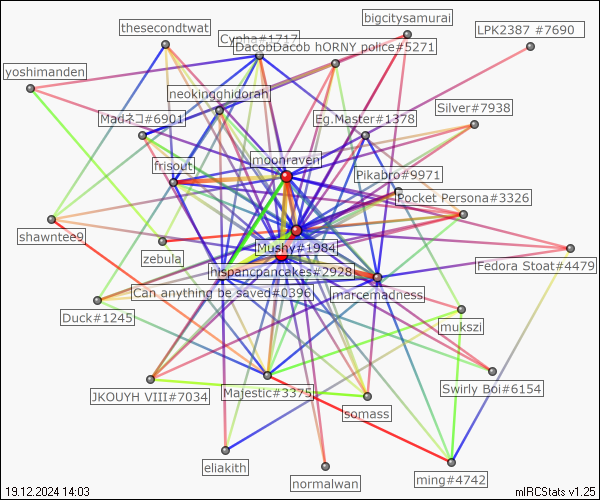 bigcitysamurai
thesecondtwat
LPK2387 #7690
Cypha#1717
DacobDacob hORNY police#5271
yoshimanden
neokingghidorah
Silver#7938
Madネコ#6901
Eg.Master#1378
moonraven
frisout
Pikabro#9971
Pocket Persona#3326
shawntee9
Mushy#1984
zebula
hispancpancakes#2928
Fedora Stoat#4479
Can anything be saved#0396
marcemadness
Duck#1245
mukszi
Swirly Boi#6154
JKOUYH VIII#7034
Majestic#3375
somass
eliakith
normalwan
ming#4742
19.12.2024 14:03
mIRCStats v1.25